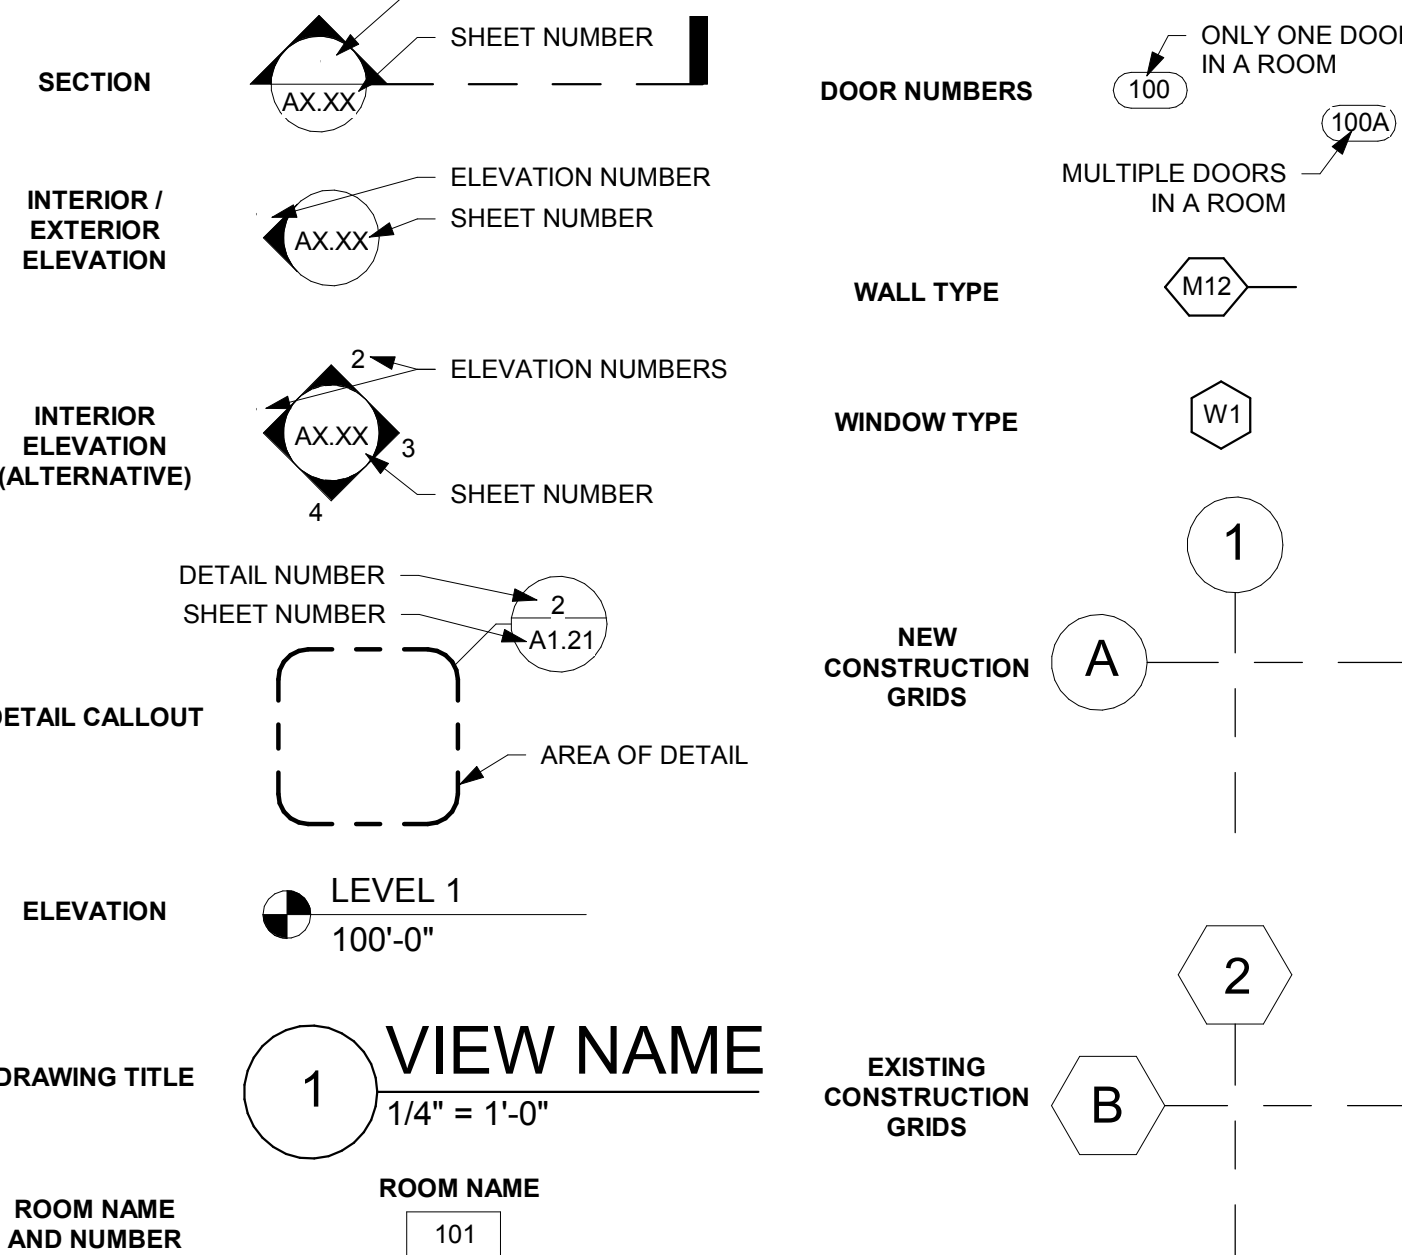 SECTION
SHEET NUMBER
AX.XX
INTERIOR /
EXTERIOR
ELEVATION
ELEVATION NUMBER
SHEET NUMBER
AX.XX
INTERIOR
ELEVATION
(ALTERNATIVE)
2
ELEVATION NUMBERS
AX.XX
3
SHEET NUMBER
4
DETAIL CALLOUT
DETAIL NUMBER
SHEET NUMBER
2
A1.21
AREA OF DETAIL
ELEVATION
LEVEL 1
100'-0"
DRAWING TITLE
1
VIEW NAME
1/4" = 1'-0"
ROOM NAME
AND NUMBER
ROOM NAME
101
DOOR NUMBERS
ONLY ONE DOOR
IN A ROOM
100
100A
MULTIPLE DOORS
IN A ROOM
WALL TYPE
M12
WINDOW TYPE
W1
NEW
CONSTRUCTION
GRIDS
1
A
EXISTING
CONSTRUCTION
GRIDS
2
B